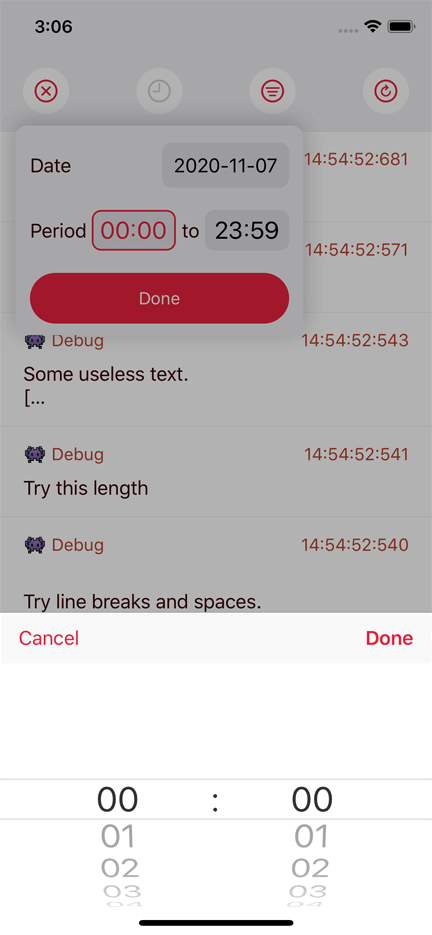 3:06
Date 2020-11-07
14:54:52:681
Period 00:00 to 23:59
14:54:52:571
Done
Debug 14:54:52:543
Some useless text.
[...
Debug 14:54:52:541
Try this length
Debug 14:54:52:540
Try line breaks and spaces.
Cancel Done
00 : 00
01 01
02 02
03 03
04 04